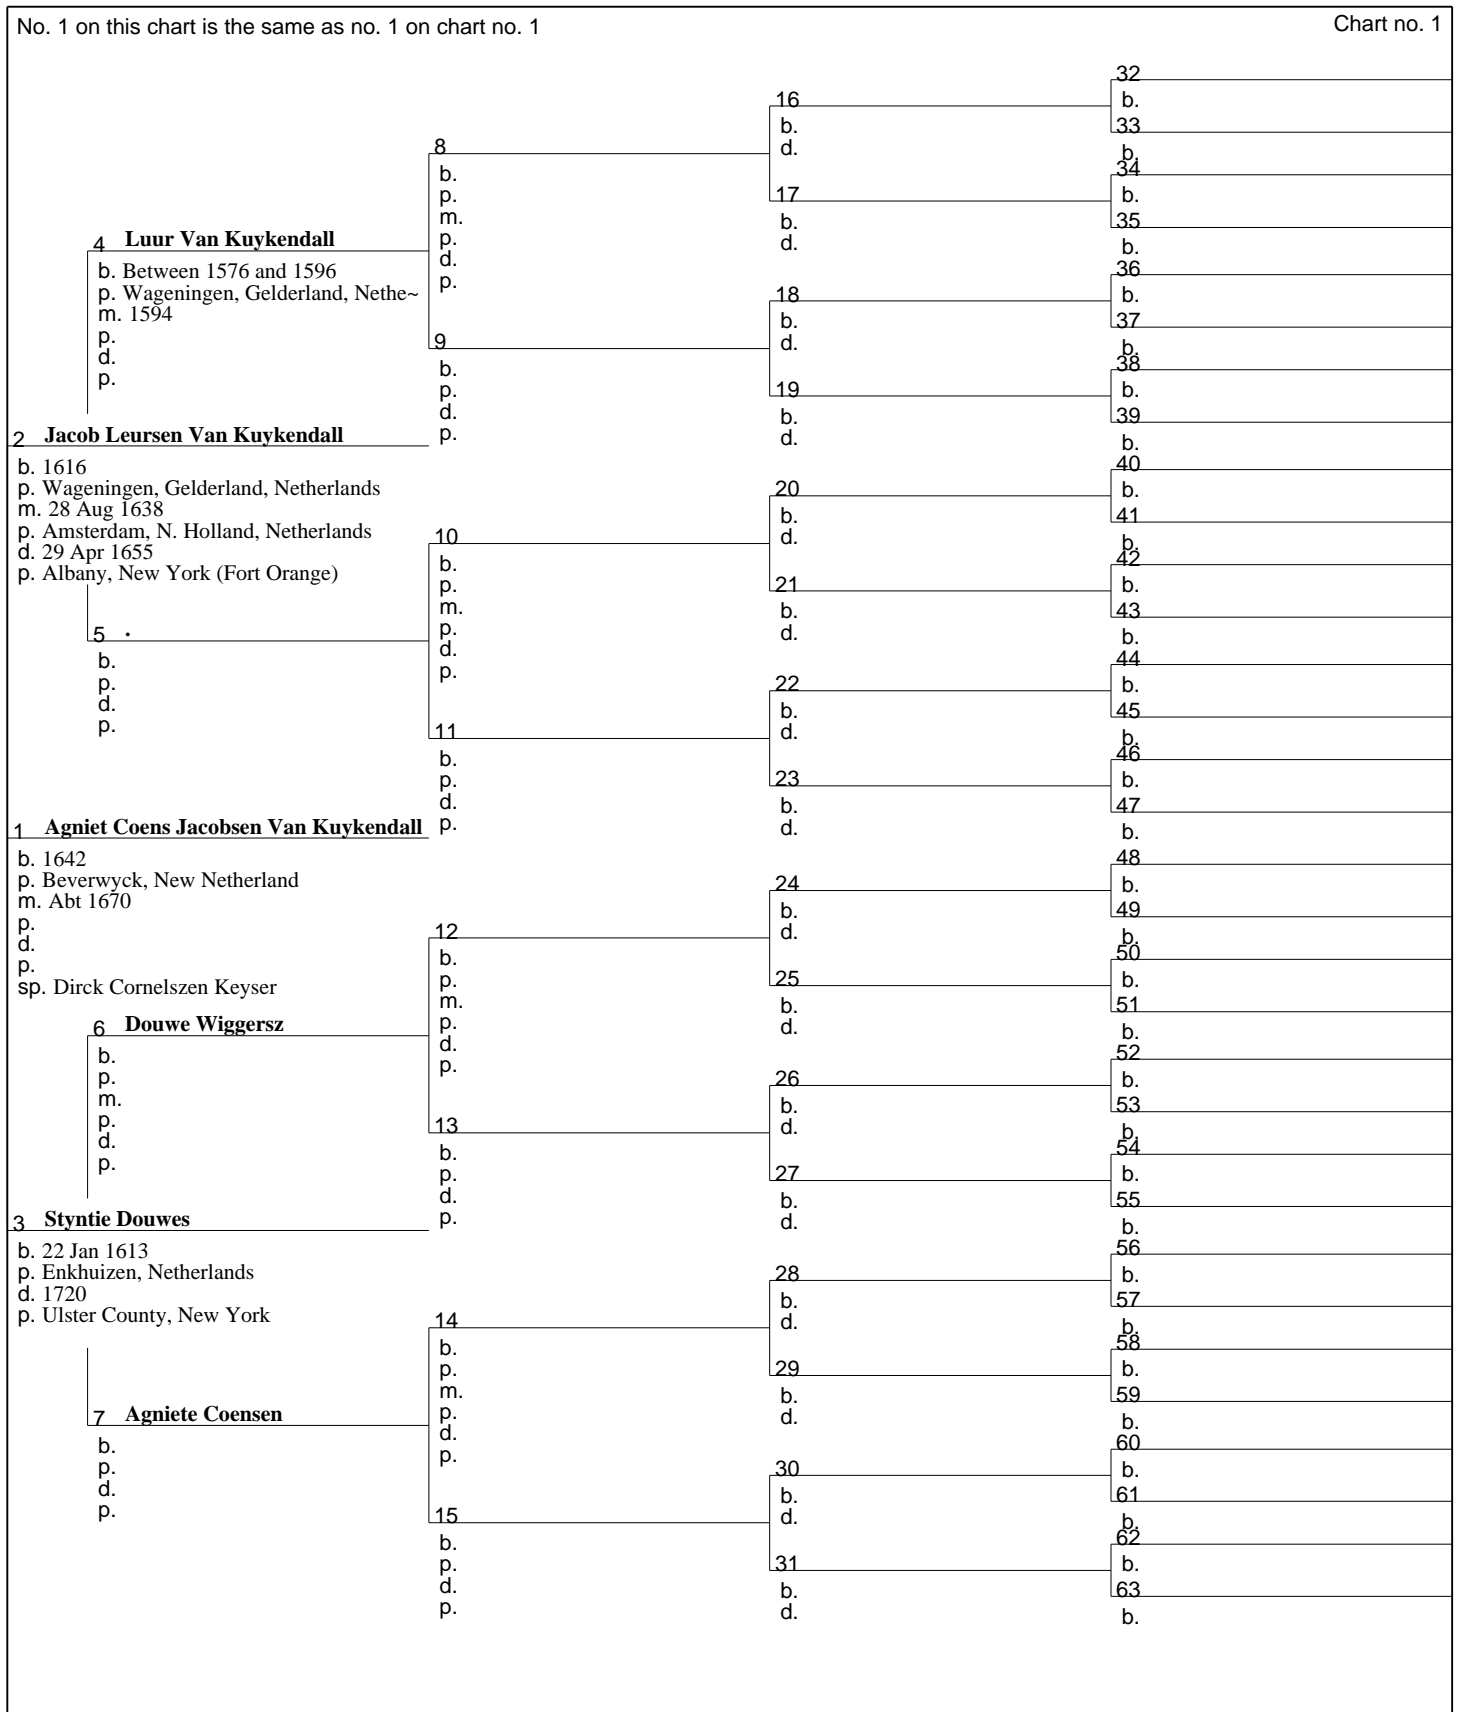 No. 1 on this chart is the same as no. 1 on chart no. 1
Chart no. 1
4 Luur Van Kuykendall
b. Between 1576 and 1596
p. Wageningen, Gelderland, Nethe~
m. 1594
p.
d.
p.
2 Jacob Leursen Van Kuykendall
b. 1616
p. Wageningen, Gelderland, Netherlands
m. 28 Aug 1638
p. Amsterdam, N. Holland, Netherlands
d. 29 Apr 1655
p. Albany, New York (Fort Orange)
5 .
b.
p.
d.
p.
1 Agniet Coens Jacobsen Van Kuykendall
b. 1642
p. Beverwyck, New Netherland
m. Abt 1670
p.
d.
p.
sp. Dirck Cornelszen Keyser
6 Douwe Wiggersz
b.
p.
m.
p.
d.
p.
3 Styntie Douwes
b. 22 Jan 1613
p. Enkhuizen, Netherlands
d. 1720
p. Ulster County, New York
7 Agniete Coensen
b.
p.
d.
p.
8
b.
p.
m.
p.
d.
p.
9
b.
p.
d.
p.
10
b.
p.
m.
p.
d.
p.
11
b.
p.
d.
p.
12
b.
p.
m.
p.
d.
p.
13
b.
p.
d.
p.
14
b.
p.
m.
p.
d.
p.
15
b.
p.
d.
p.
16
b.
d.
17
b.
d.
18
b.
d.
19
b.
d.
20
b.
d.
21
b.
d.
22
b.
d.
23
b.
d.
24
b.
d.
25
b.
d.
26
b.
d.
27
b.
d.
28
b.
d.
29
b.
d.
30
b.
d.
31
b.
d.
32
b.
33
b.
34
b.
35
b.
36
b.
37
b.
38
b.
39
b.
40
b.
41
b.
42
b.
43
b.
44
b.
45
b.
46
b.
47
b.
48
b.
49
b.
50
b.
51
b.
52
b.
53
b.
54
b.
55
b.
56
b.
57
b.
58
b.
59
b.
60
b.
61
b.
62
b.
63
b.